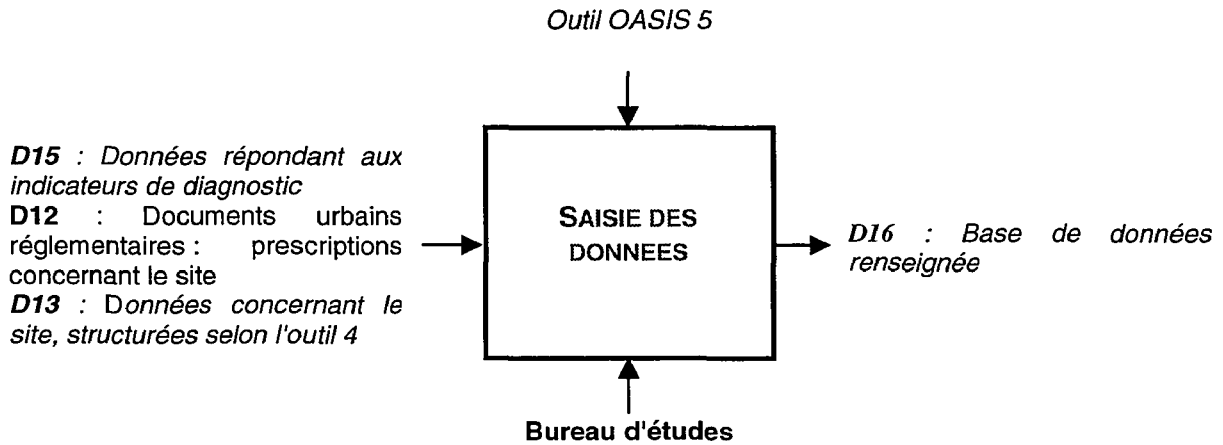 Outil OASIS 5
D15 : Données répondant aux
indicateurs de diagnostic
D12 : Documents urbains
réglementaires : prescriptions
concernant le site
D13 : Données concernant le
site, structurées selon l'outil 4
SAISIE DES
DONNEES
D16 : Base de données
renseignée
Bureau d'études